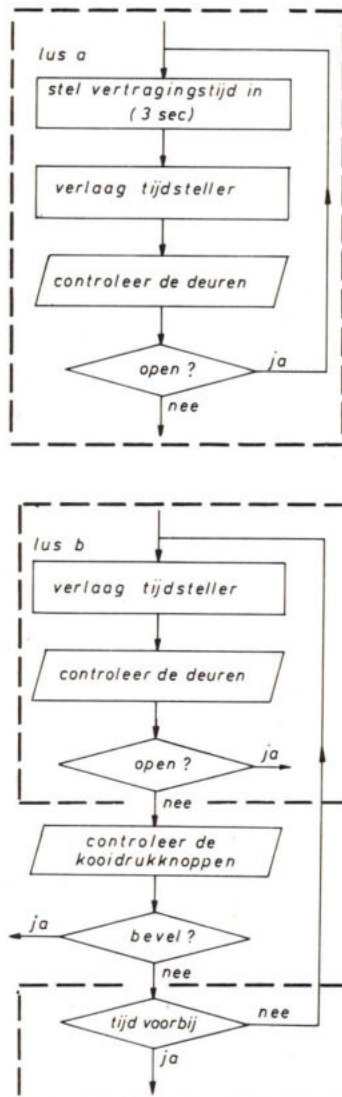 lus a
stel vertragingstijd in
(3 sec)
verlaag tijdsteller
controleer de deuren
open ?
ja
nee
lus b
verlaag tijdsteller
controleer de deuren
open ?
ja
nee
controleer de
kooidrukknoppen
ja
bevel ?
nee
tijd voorbij
nee
ja